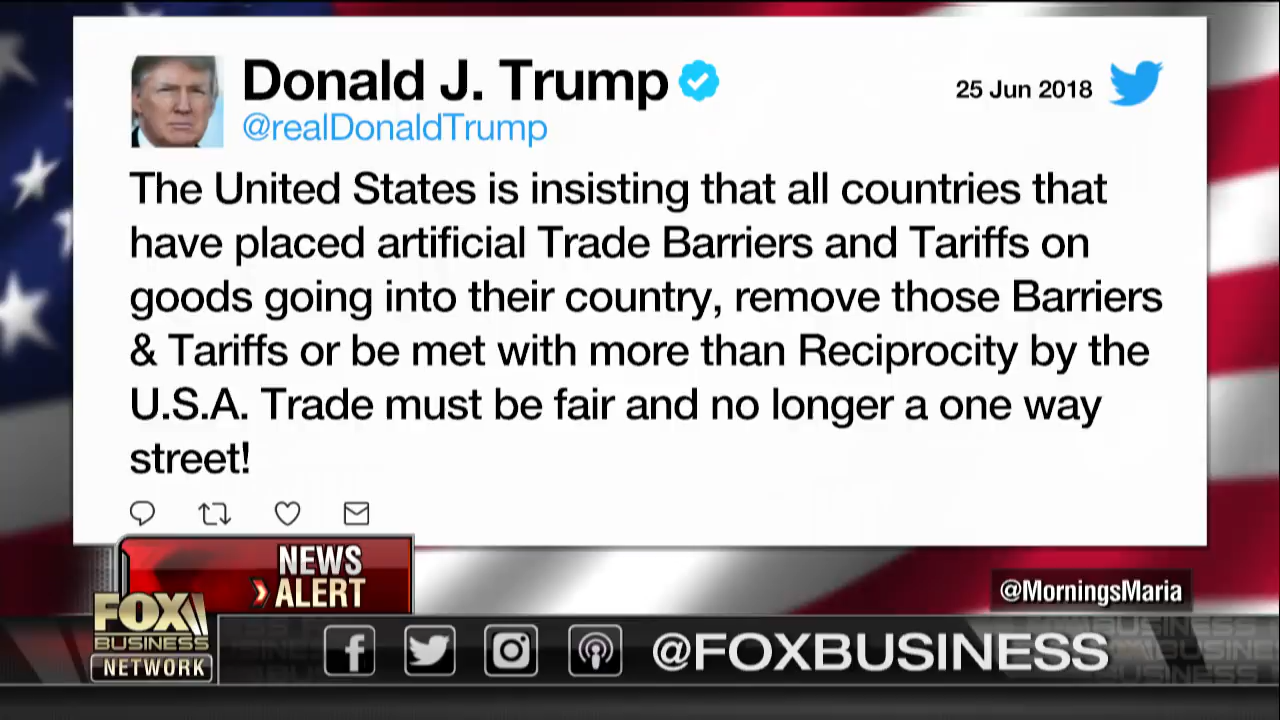 Donald J. Trump
@realDonaldTrump
25 Jun 2018
The United States is insisting that all countries that
have placed artificial Trade Barriers and Tariffs on
goods going into their country, remove those Barriers
& Tariffs or be met with more than Reciprocity by the
U.S.A. Trade must be fair and no longer a one way
street!
NEWS
ALERT
@MorningsMaria
FOX
BUSINESS
NETWORK
@FOXBUSINESS